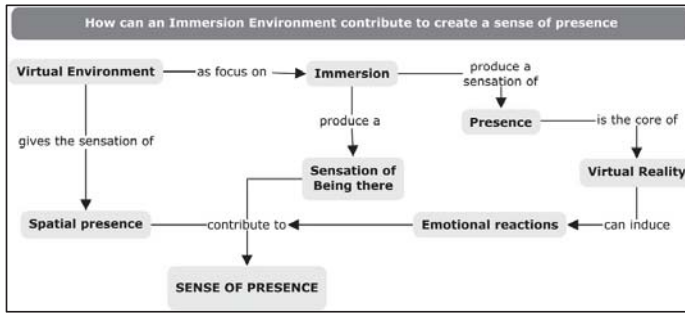 How can an Immersion Environment contribute to create a sense of presence
Virtual Environment
as focus on
Immersion
produce a
sensation of
Presence
is the core of
gives the sensation of
produce a
Sensation of
Being there
Virtual Reality
Spatial presence
contribute to
Emotional reactions
can induce
SENSE OF PRESENCE